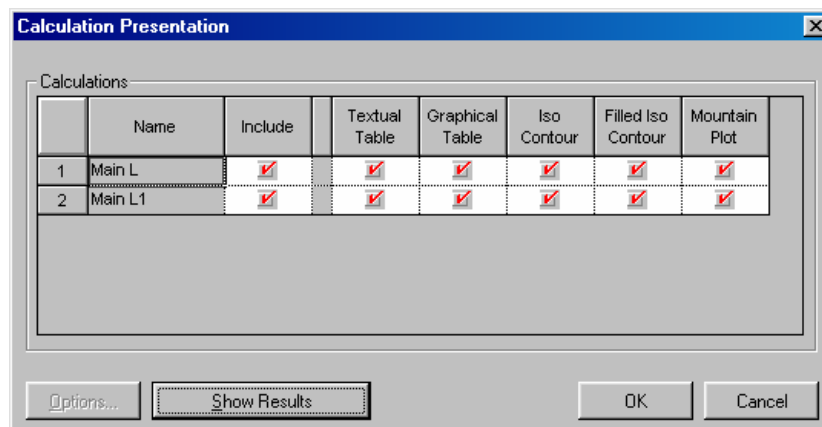 Calculation Presentation
Calculations
Name Include Textual Table Graphical Table Iso Contour Filled Iso Contour Mountain Plot
1 Main L
2 Main L1
Options... Show Results OK Cancel